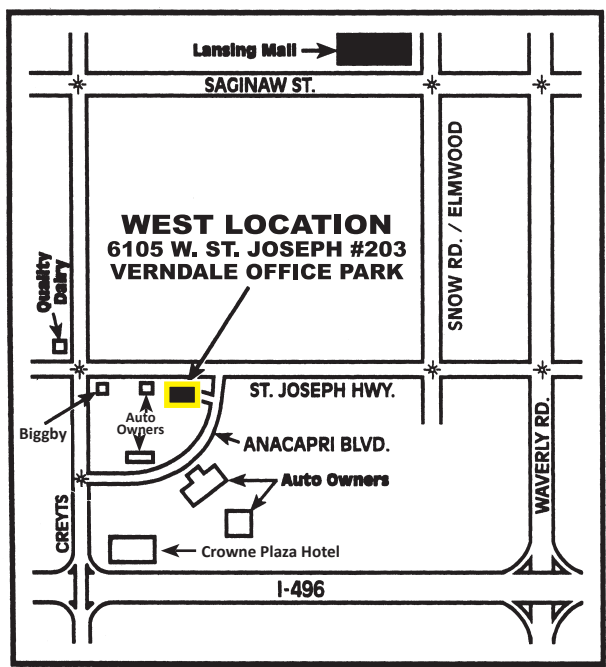 Lansing Mall
SAGINAW ST.
SNOW RD. / ELMWOOD
WEST LOCATION
6105 W. ST. JOSEPH #203
VERNDALE OFFICE PARK
Quality
Dairy
ST. JOSEPH HWY.
Biggby
Auto
Owners
ANACAPRI BLVD.
WAVERLY RD.
Auto Owners
CREYTS
Crowne Plaza Hotel
I-496